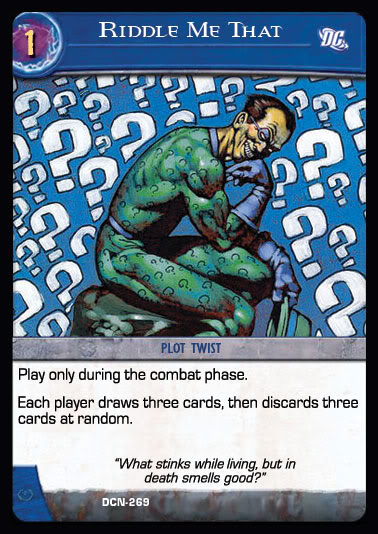 1
RIDDLE ME THAT
DC
PLOT TWIST
Play only during the combat phase.
Each player draws three cards, then discards three
cards at random.
"What stinks while living, but in
death smells good?"
DCN-269